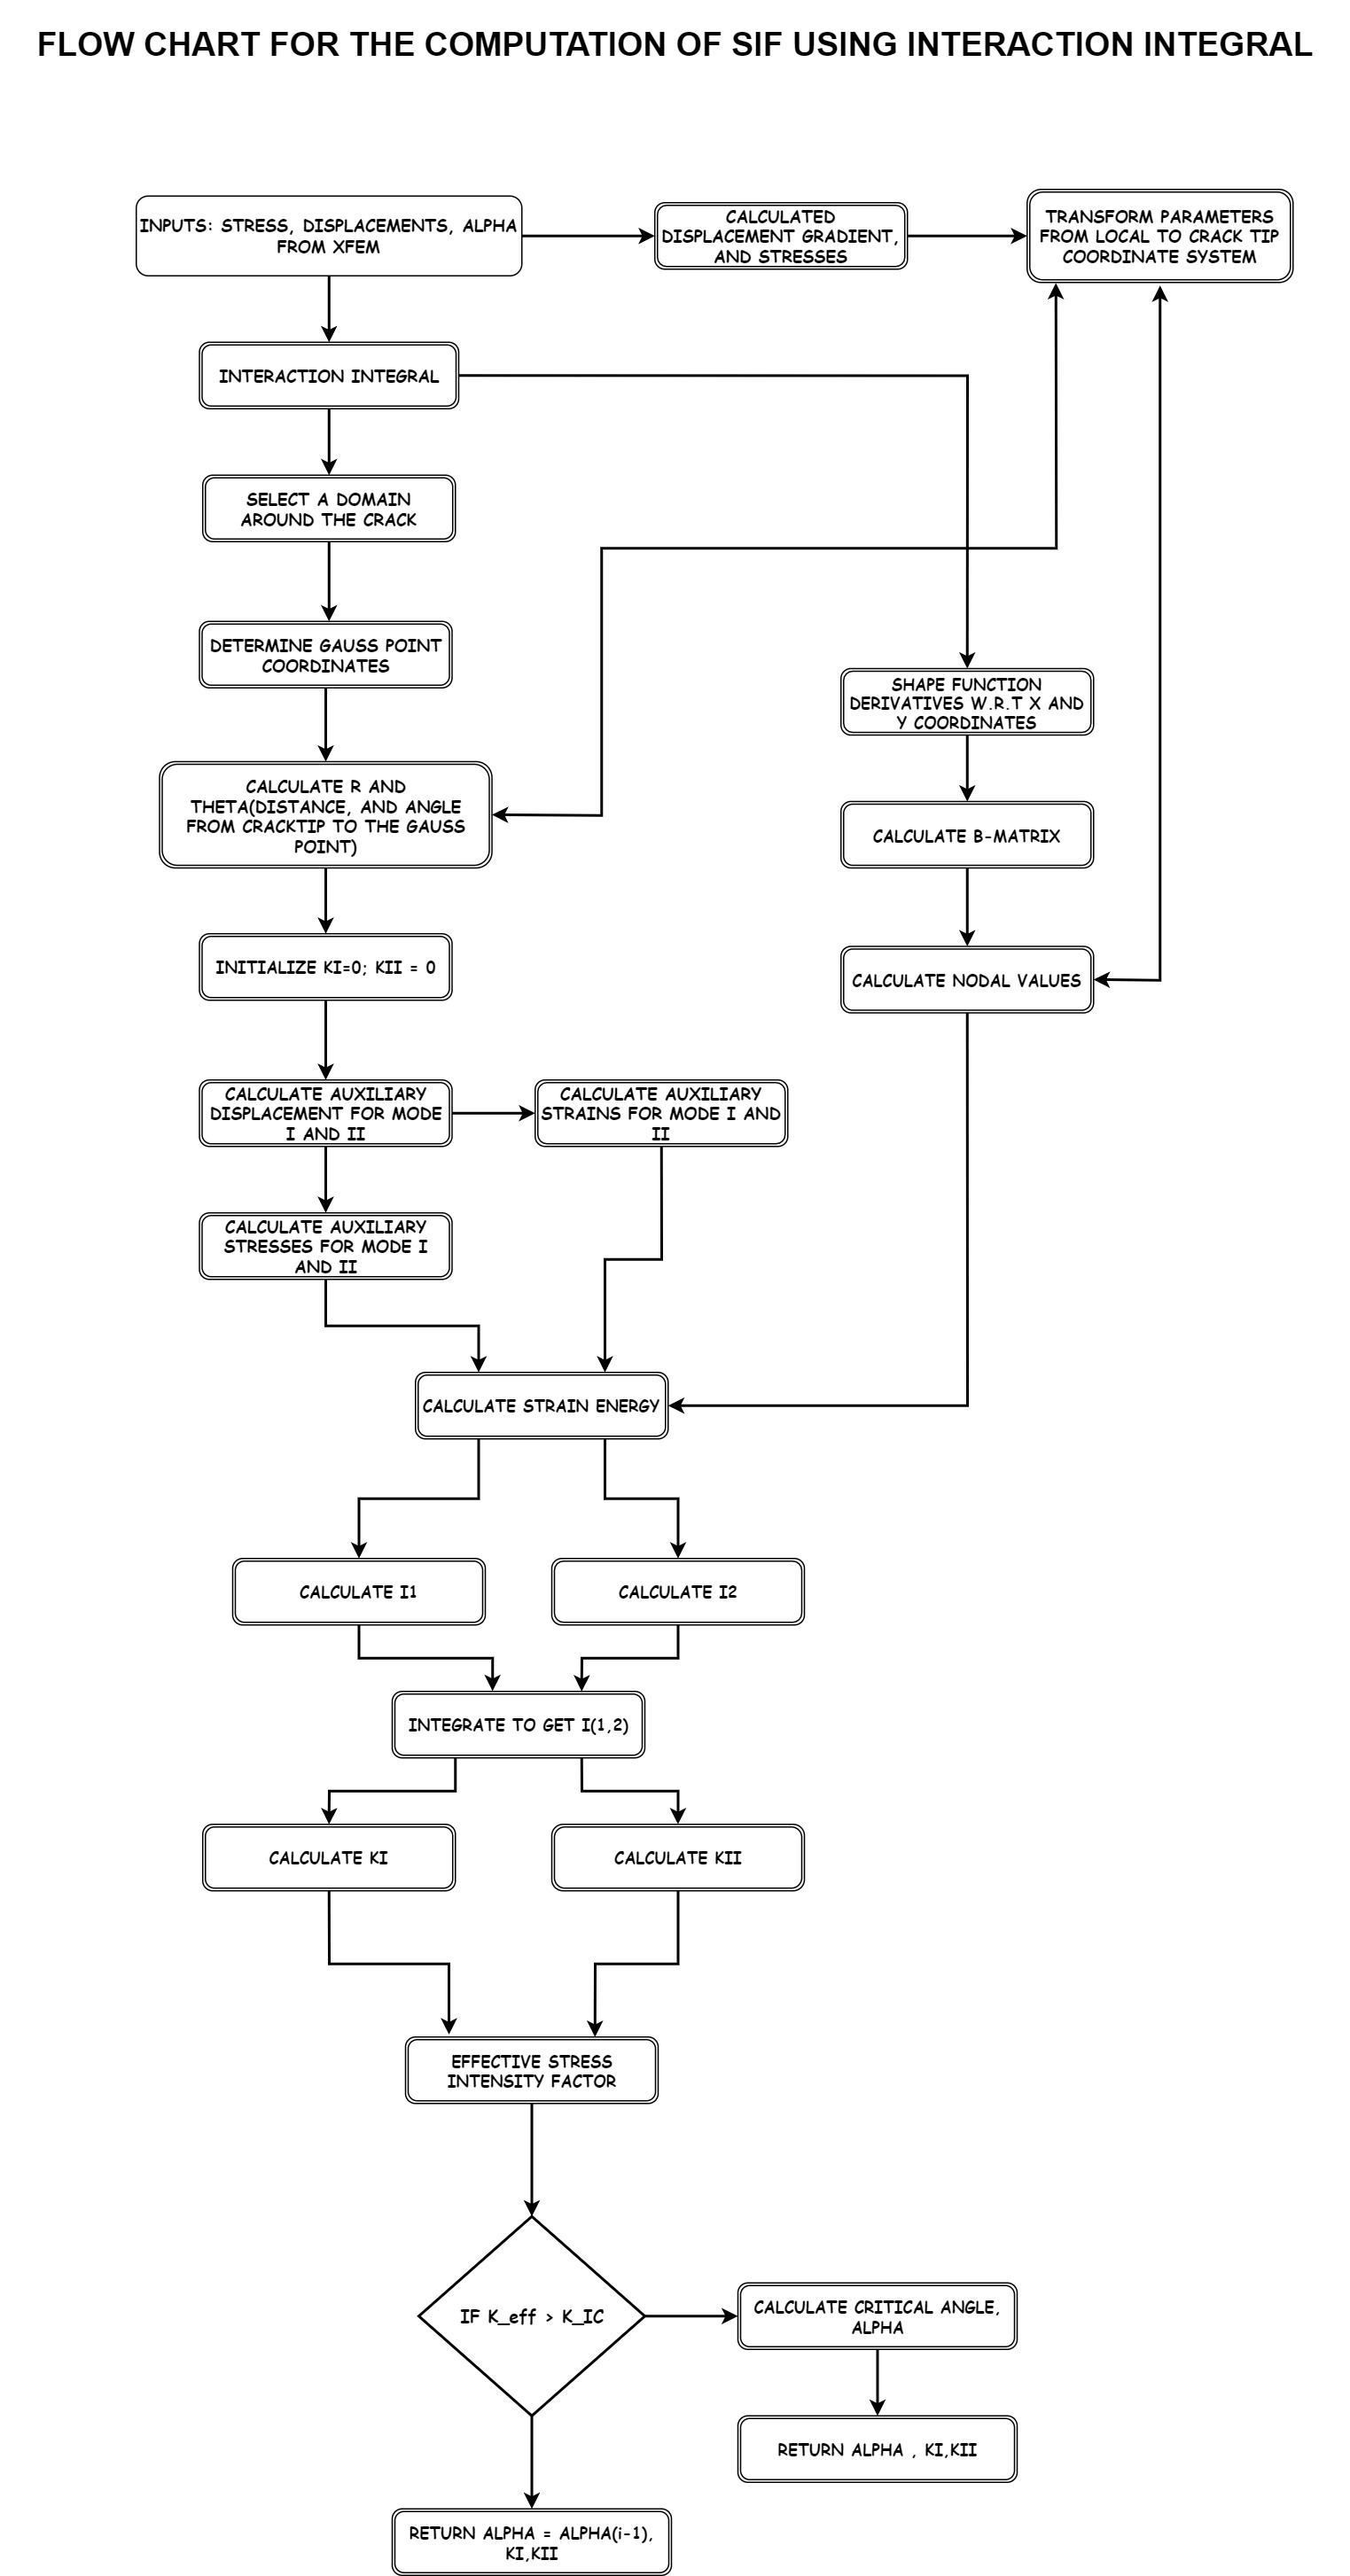 FLOW CHART FOR THE COMPUTATION OF SIF USING INTERACTION INTEGRAL
INPUTS: STRESS, DISPLACEMENTS, ALPHA
FROM XFEM
CALCULATED
DISPLACEMENT GRADIENT,
AND STRESSES
TRANSFORM PARAMETERS
FROM LOCAL TO CRACK TIP
COORDINATE SYSTEM
INTERACTION INTEGRAL
SELECT A DOMAIN
AROUND THE CRACK
DETERMINE GAUSS POINT
COORDINATES
SHAPE FUNCTION
DERIVATIVES W.R.T X AND
Y COORDINATES
CALCULATE R AND
THETA(DISTANCE, AND ANGLE
FROM CRACKTIP TO THE GAUSS
POINT)
CALCULATE B-MATRIX
INITIALIZE KI=0; KII = 0
CALCULATE NODAL VALUES
CALCULATE AUXILIARY
DISPLACEMENT FOR MODE
I AND II
CALCULATE AUXILIARY
STRAINS FOR MODE I AND
II
CALCULATE AUXILIARY
STRESSES FOR MODE I
AND II
CALCULATE STRAIN ENERGY
CALCULATE I1
CALCULATE I2
INTEGRATE TO GET I(1,2)
CALCULATE KI
CALCULATE KII
EFFECTIVE STRESS
INTENSITY FACTOR
IF K_eff > K_IC
CALCULATE CRITICAL ANGLE,
ALPHA
RETURN ALPHA , KI,KII
RETURN ALPHA = ALPHA(i-1),
KI,KII